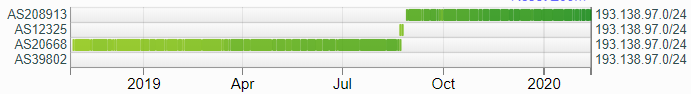 AS208913 193.138.97.0/24
AS12325 193.138.97.0/24
AS20668 193.138.97.0/24
AS39802 193.138.97.0/24
2019 Apr Jul Oct 2020